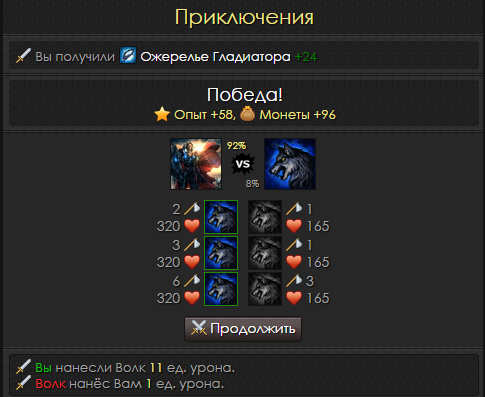 Приключения
Вы получили Ожерелье Гладиатора +24
Победа!
Опыт +58, Монеты +96
92%
VS
8%
2 1
320 165
3 1
320 165
6 3
320 165
Продолжить
Вы нанесли Волк 11 ед. урона.
Волк нанёс Вам 1 ед. урона.